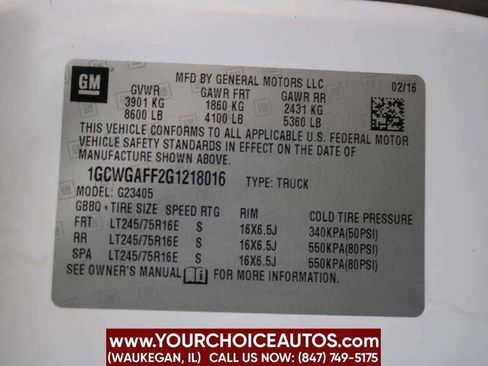 GM
MFD BY GENERAL MOTORS LLC
02/16
GVWR GAWR FRT GAWR RR
3901 KG 1860 KG 2431 KG
8600 LB 4100 LB 5360 LB
THIS VEHICLE CONFORMS TO ALL APPLICABLE U.S. FEDERAL MOTOR
VEHICLE SAFETY STANDARDS IN EFFECT ON THE DATE OF
MANUFACTURE SHOWN ABOVE.
1GCWGAFF2G1218016 TYPE: TRUCK
MODEL: G23405
GBBQ - TIRE SIZE SPEED RTG RIM COLD TIRE PRESSURE
FRT LT245/75R16E S 16X6.5J 340KPA(50PSI)
RR LT245/75R16E S 16X6.5J 550KPA(80PSI)
SPA LT245/75R16E S 16X6.5J 550KPA(80PSI)
SEE OWNER'S MANUAL FOR MORE INFORMATION.
WWW.YOURCHOICEAUTOS.COM
(WAUKEGAN, IL) CALL US NOW: (847) 749-5175